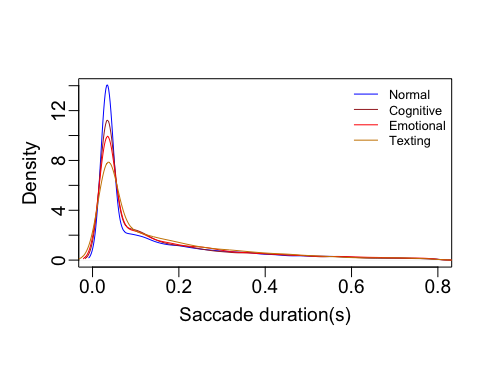 Normal
Cognitive
Emotional
Texting
Density
12
8
4
0
0.0 0.2 0.4 0.6 0.8
Saccade duration(s)